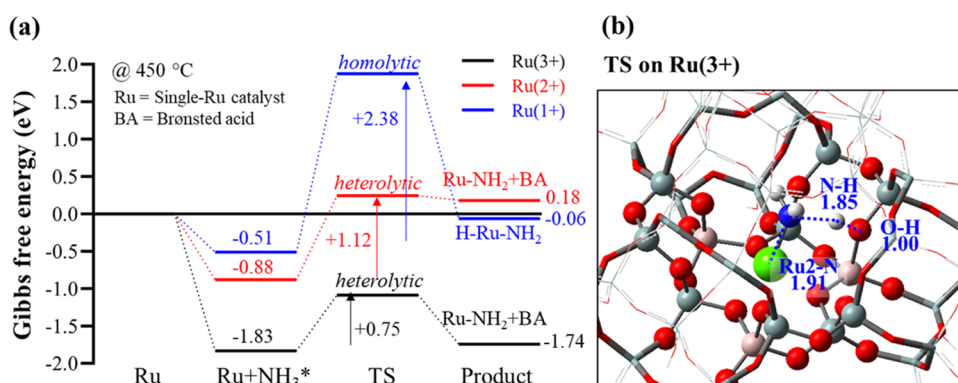 (a)
Gibbs free energy (eV)
2.0
1.5
1.0
0.5
0.0
-0.5
-1.0
-1.5
-2.0
@ 450 °C
Ru = Single-Ru catalyst
BA = Brønsted acid
homolytic
Ru(3+)
Ru(2+)
Ru(1+)
+2.38
heterolytic
Ru-NH₂+BA
0.18
-0.06
H-Ru-NH₂
-0.51
-0.88
+1.12
heterolytic
-1.83
+0.75
Ru-NH₂+BA
-1.74
Ru
Ru+NH₃*
TS
Product
(b)
TS on Ru(3+)
N-H
1.85
O-H
1.00
Ru2-N
1.91